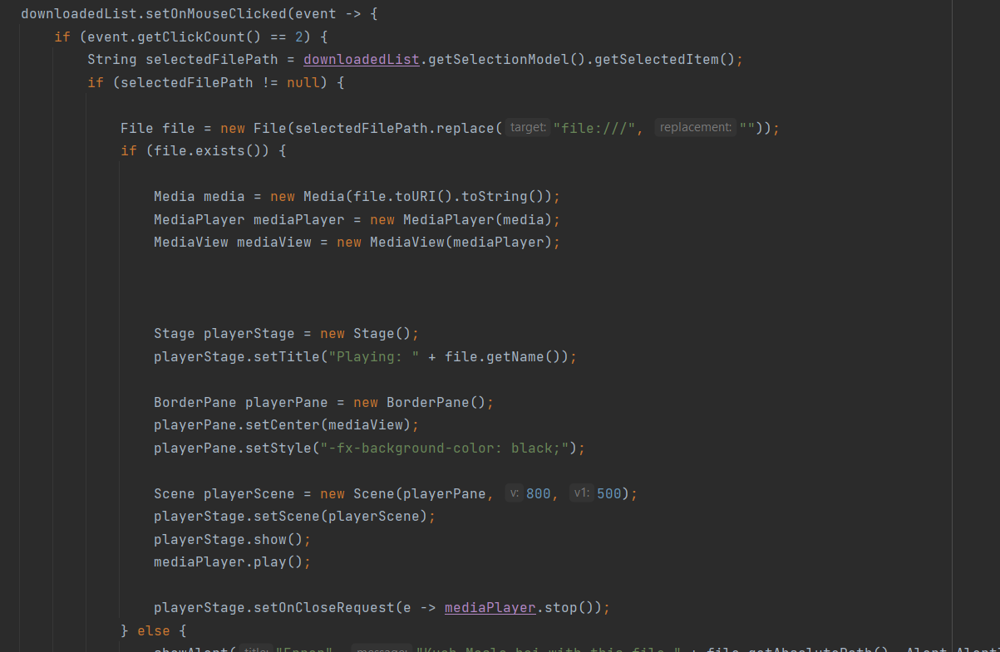 downloadedList.setOnMouseClicked(event -> {
if (event.getClickCount() == 2) {
String selectedFilePath = downloadedList.getSelectionModel().getSelectedItem();
if (selectedFilePath != null) {
File file = new File(selectedFilePath.replace( target: "file:///", replacement: ""));
if (file.exists()) {
Media media = new Media(file.toURI().toString());
MediaPlayer mediaPlayer = new MediaPlayer(media);
MediaView mediaView = new MediaView(mediaPlayer);
Stage playerStage = new Stage();
playerStage.setTitle("Playing: " + file.getName());
BorderPane playerPane = new BorderPane();
playerPane.setCenter(mediaView);
playerPane.setStyle("-fx-background-color: black;");
Scene playerScene = new Scene(playerPane, v: 800, v1: 500);
playerStage.setScene(playerScene);
playerStage.show();
mediaPlayer.play();
playerStage.setOnCloseRequest(e -> mediaPlayer.stop());
} else {
showAlert( title: "Error", message: "Kuch Masla hai with this file " + file.getAbsolutePath(), Alert.Alert